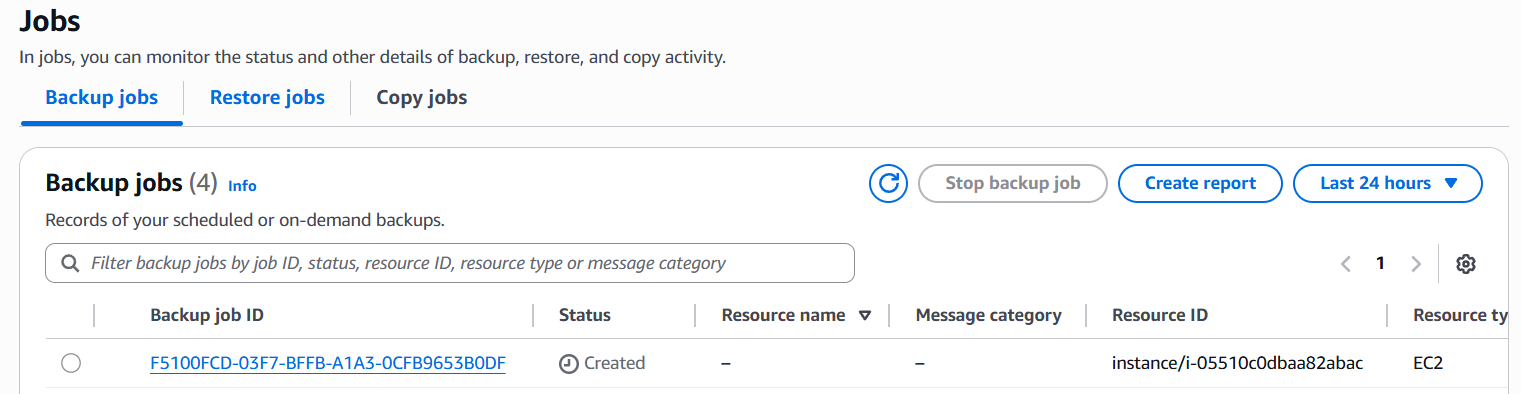 Jobs
In jobs, you can monitor the status and other details of backup, restore, and copy activity.
Backup jobs Restore jobs Copy jobs
Backup jobs (4) Info Stop backup job Create report Last 24 hours
Records of your scheduled or on-demand backups.
Filter backup jobs by job ID, status, resource ID, resource type or message category 1
Backup job ID Status Resource name Message category Resource ID Resource ty
F5100FCD-03F7-BFFB-A1A3-0CFB9653B0DF Created – – instance/i-05510c0dbaa82abac EC2